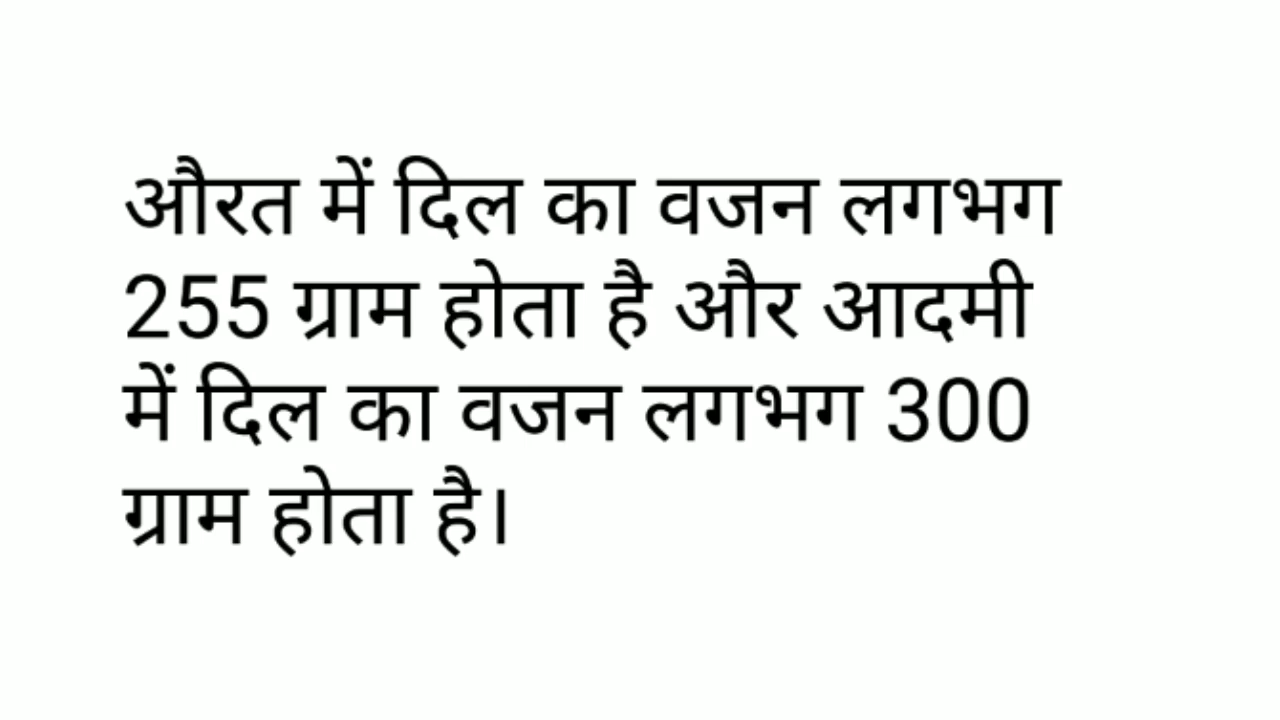 औरत में दिल का वजन लगभग
255 ग्राम होता है और आदमी
में दिल का वजन लगभग 300
ग्राम होता है।